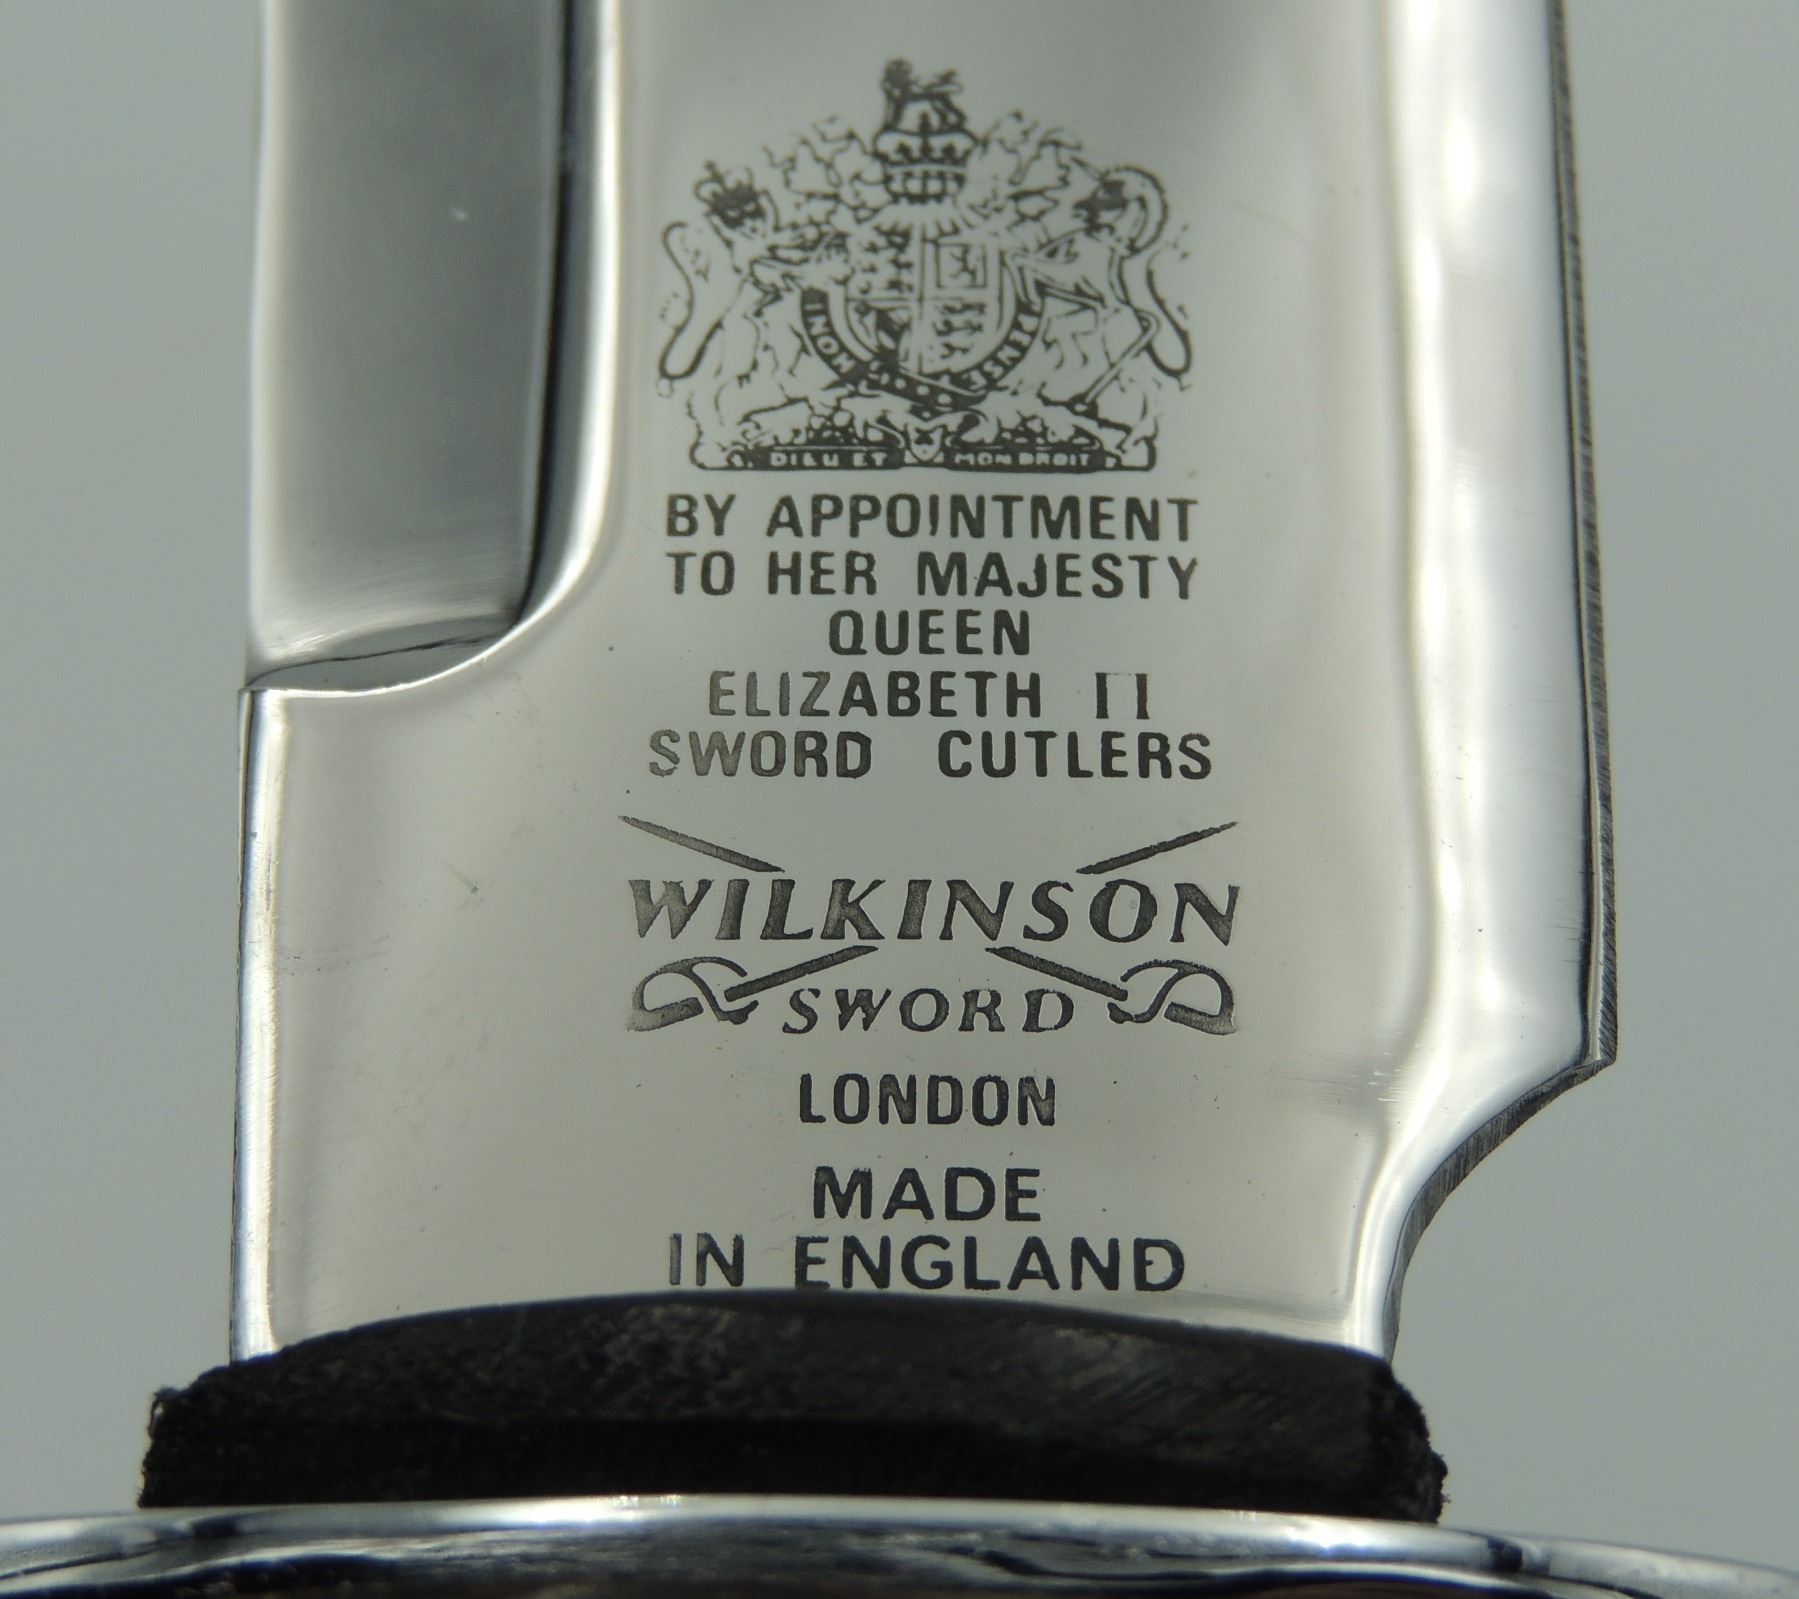 HONI
DIEU ET MON DROIT
BY APPOINTMENT
TO HER MAJESTY
QUEEN
ELIZABETH II
SWORD CUTLERS
WILKINSON
SWORD
LONDON
MADE
IN ENGLAND